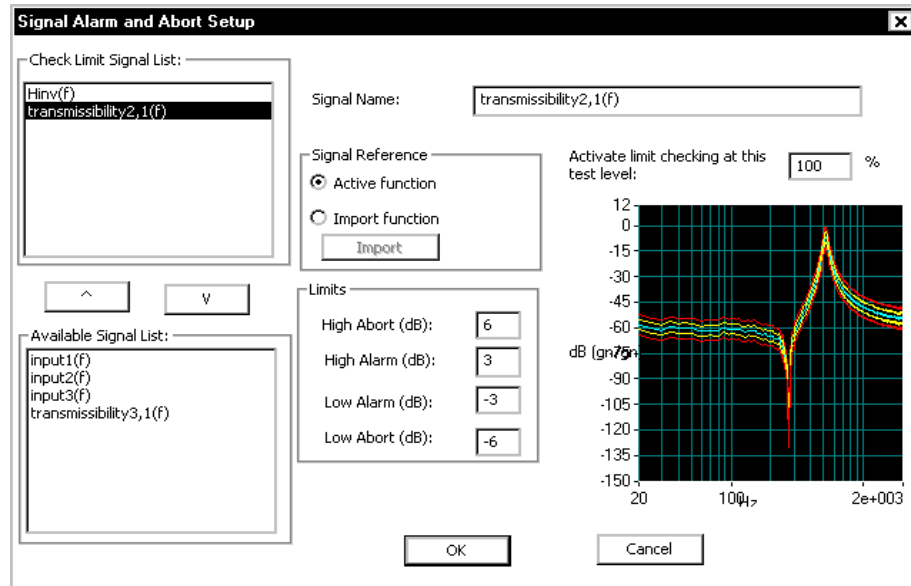 Signal Alarm and Abort Setup
Check Limit Signal List:
Hinv(f)
transmissibility2,1(f)
Signal Name:
transmissibility2,1(f)
Signal Reference
Active function
Import function
Import
Activate limit checking at this
test level:
100
%
^
v
Limits
High Abort (dB):
6
High Alarm (dB):
3
Low Alarm (dB):
-3
Low Abort (dB):
-6
Available Signal List:
input1(f)
input2(f)
input3(f)
transmissibility3,1(f)
12
0
-15
-30
-45
-60
-75
-90
-105
-120
-135
-150
20
100
Hz
2e+003
OK
Cancel